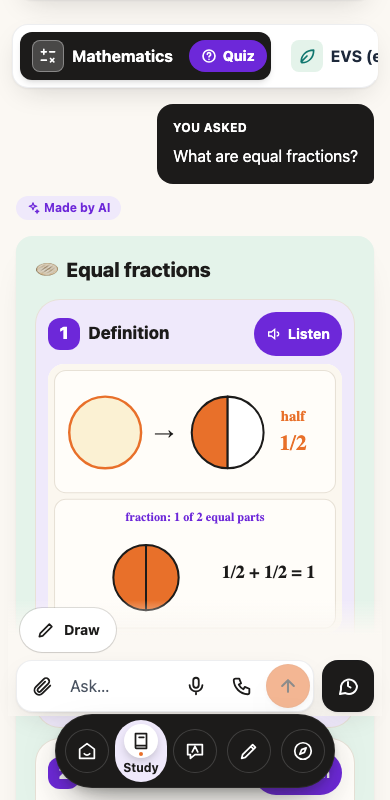 Mathematics
Quiz
EVS (e
YOU ASKED
What are equal fractions?
Made by AI
Equal fractions
1 Definition
Listen
→
half
1/2
fraction: 1 of 2 equal parts
1/2 + 1/2 = 1
Draw
Ask...
Study